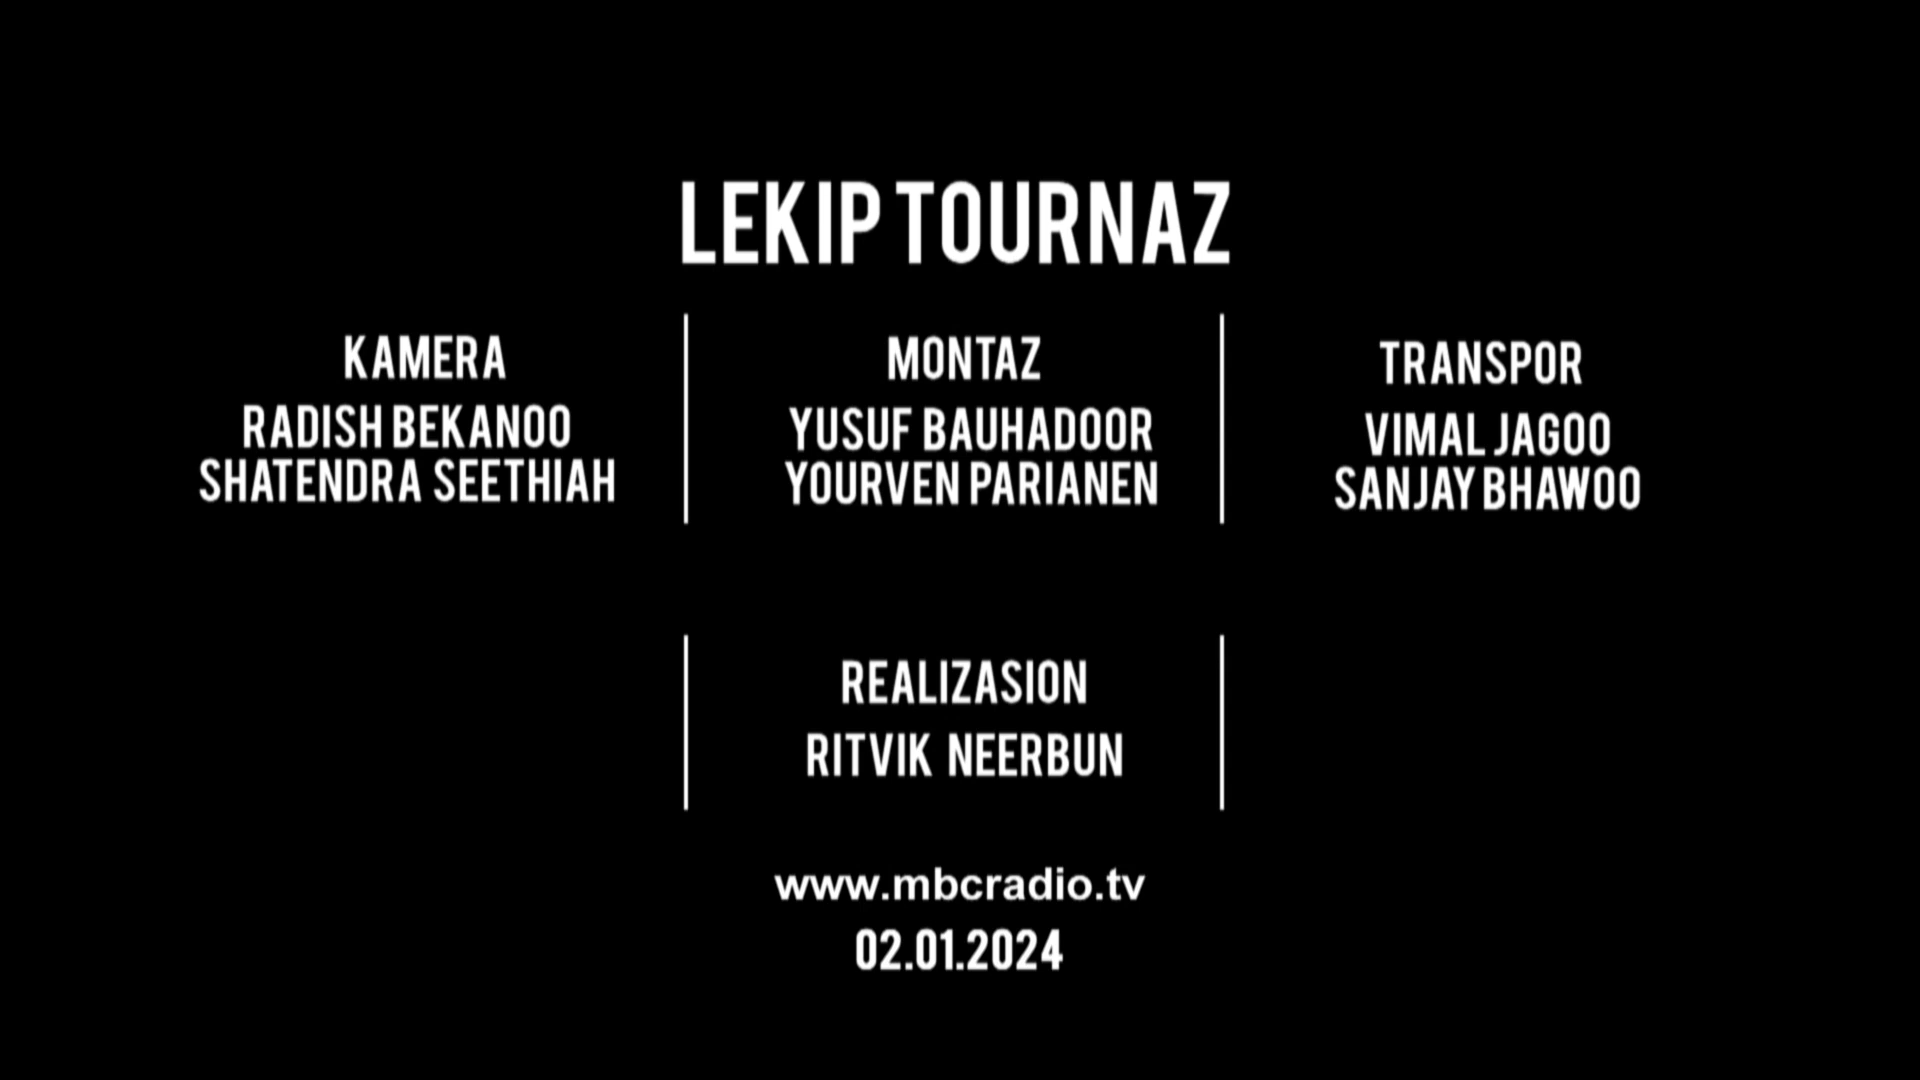 LEKIP TOURNAZ
KAMERA
RADISH BEKANOO
SHATENDRA SEETHIAH
MONTAZ
YUSUF BAUHADOOR
YOURVEN PARIANEN
TRANSPOR
VIMAL JAGOO
SANJAY BHAWOO
REALIZASION
RITVIK NEERBUN
www.mbcradio.tv
02.01.2024